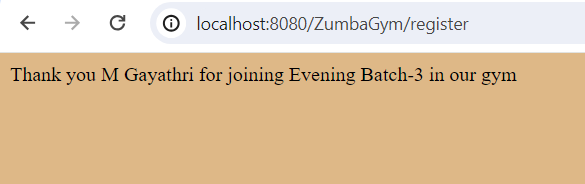 localhost:8080/ZumbaGym/register
Thank you M Gayathri for joining Evening Batch-3 in our gym